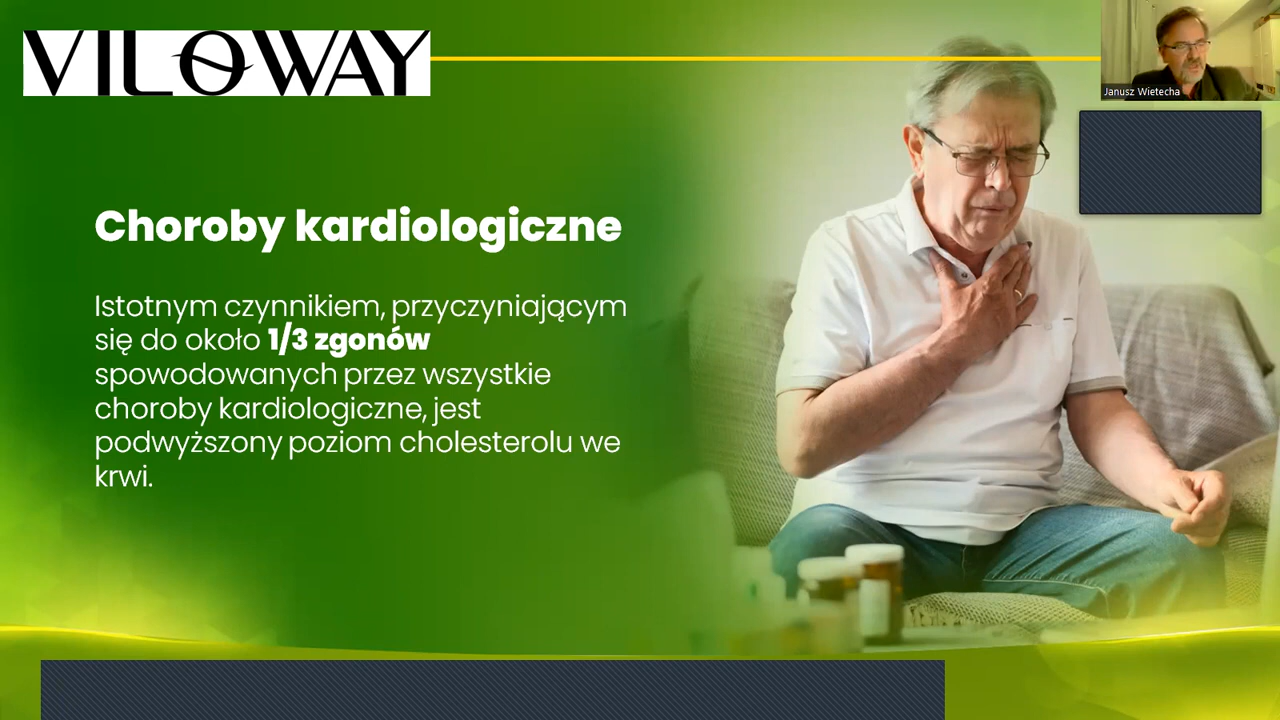 VILOWAY
Janusz Wietecha
Choroby kardiologiczne
Istotnym czynnikiem, przyczyniającym
się do około 1/3 zgonów
spowodowanych przez wszystkie
choroby kardiologiczne, jest
podwyższony poziom cholesterolu we
krwi.